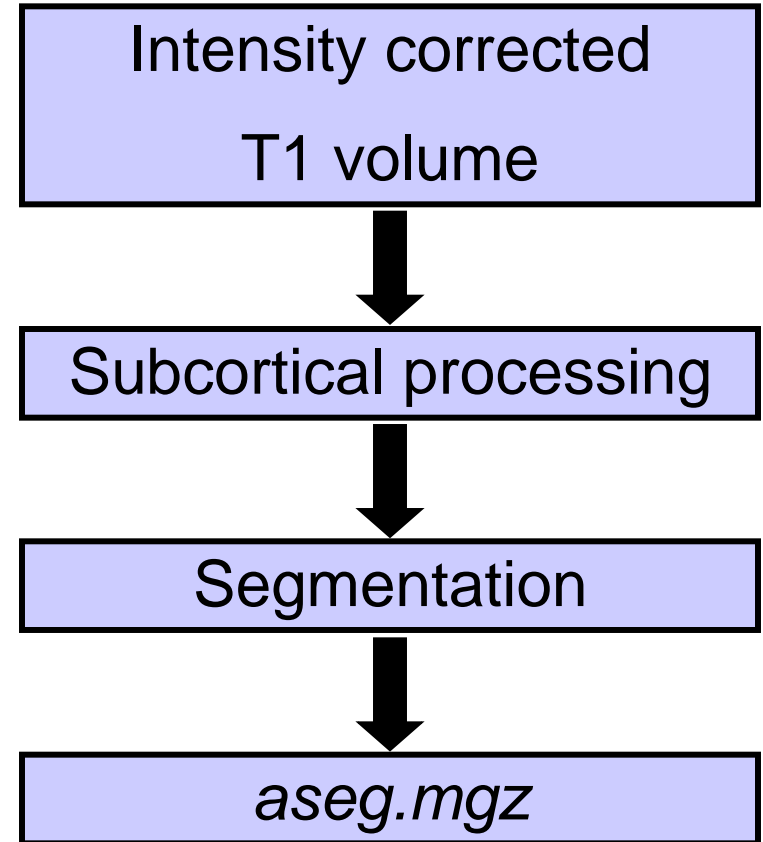 Intensity corrected
T1 volume
Subcortical processing
Segmentation
aseg.mgz